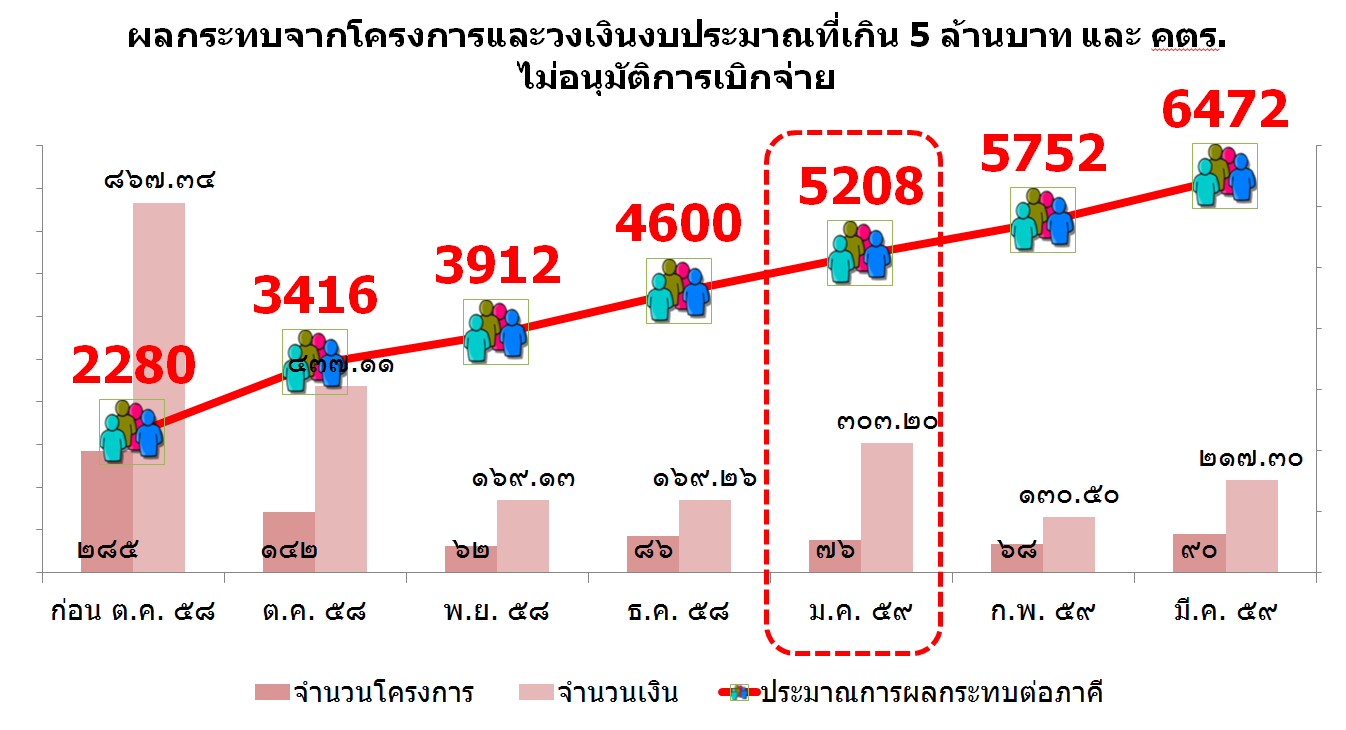 ผลกระทบจากโครงการและวงเงินงบประมาณที่เกิน 5 ล้านบาท และ คตร.
ไม่อนุมัติการเบิกจ่าย
6472
5752
5208
4600
3912
3416
2280
๘๖๗.๓๔
๔๓๗.๑๑
๑๖๙.๑๓
๑๖๙.๒๖
๓๐๓.๒๐
๑๓๐.๕๐
๒๑๗.๓๐
๒๘๕
๑๔๒
๖๒
๘๖
๗๖
๖๘
๙๐
ก่อน ต.ค. ๕๘
ต.ค. ๕๘
พ.ย. ๕๘
ธ.ค. ๕๘
ม.ค. ๕๙
ก.พ. ๕๙
มี.ค. ๕๙
จำนวนโครงการ
จำนวนเงิน
ประมาณการผลกระทบต่อภาคี